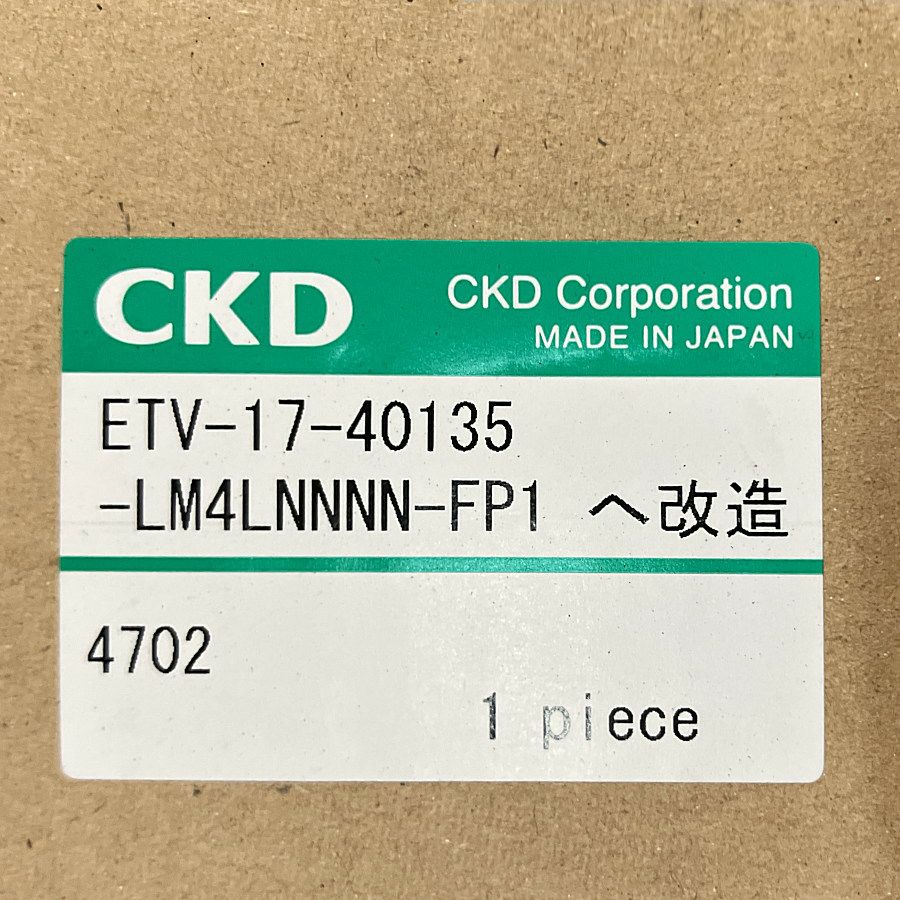 CKD
CKD Corporation
MADE IN JAPAN
ETV-17-40135
-LM4LNNNN-FP1 へ改造
4702
1 piece